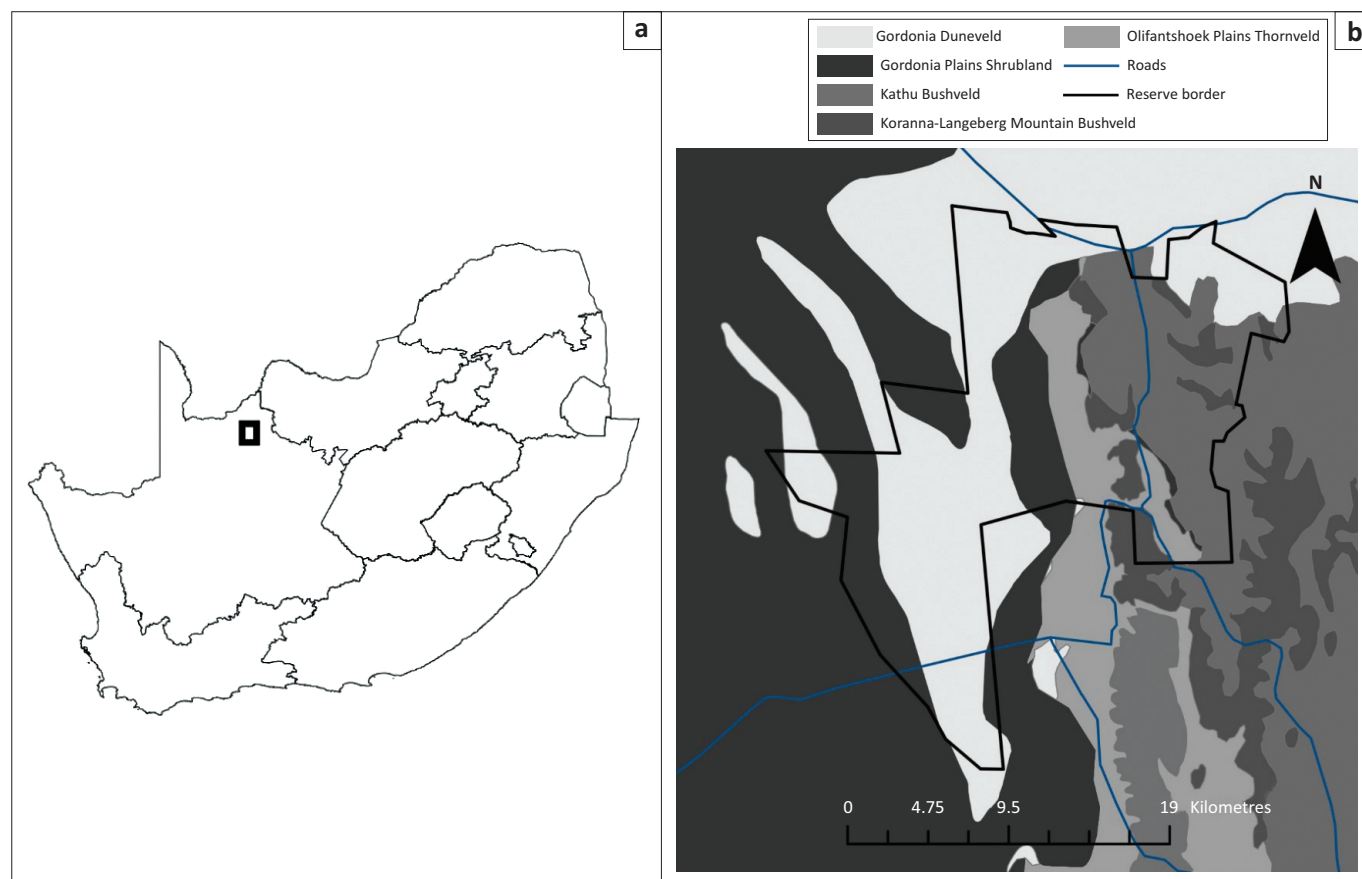 a
b
Gordonia Duneveld
Olifantshoek Plains Thornveld
Gordonia Plains Shrubland
Roads
Kathu Bushveld
Reserve border
Koranna-Langeberg Mountain Bushveld
N
0 4.75 9.5 19 Kilometres